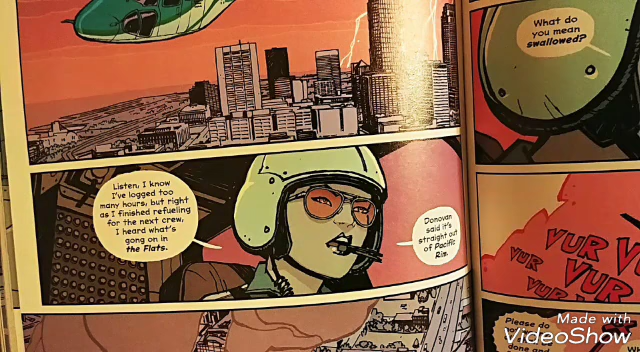 Listen, I know
I've logged too
many hours, but right
as I finished refueling
for the next crew,
I heard what's
gong on in
the Flats.
Donovan
said it's
straight out
of Pacific
Rim.
What do
you mean
swallowed?
VUR VUR
VUR VUR
VUR
Please do
done
Made with
VideoShow